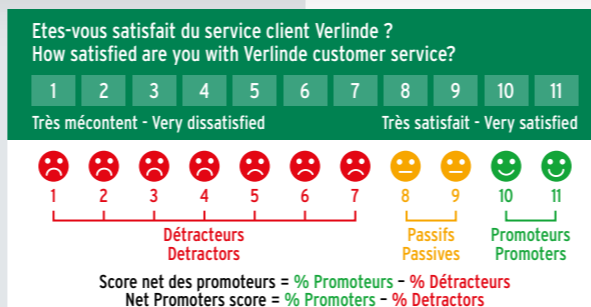 Etes-vous satisfait du service client Verlinde ?
How satisfied are you with Verlinde customer service?
1 2 3 4 5 6 7 8 9 10 11
Très mécontent - Very dissatisfied Très satisfait - Very satisfied
1 2 3 4 5 6 7 8 9 10 11
Détracteurs Passifs Promoteurs
Detractors Passives Promoters
Score net des promoteurs = % Promoteurs - % Détracteurs
Net Promoters score = % Promoters - % Detractors